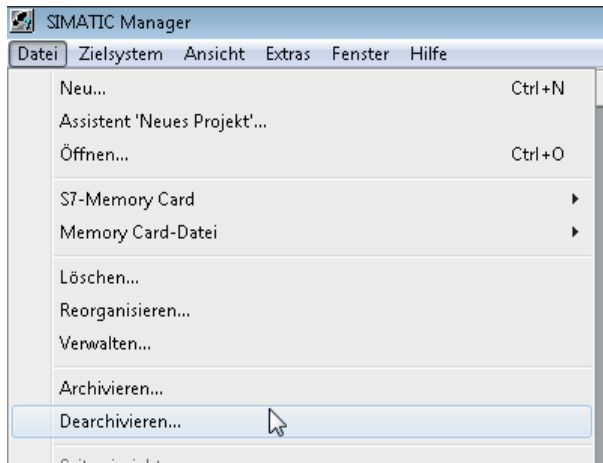 SIMATIC Manager
Datei Zielsystem Ansicht Extras Fenster Hilfe
Neu... Ctrl+N
Assistent 'Neues Projekt'...
Öffnen... Ctrl+O
S7-Memory Card
Memory Card-Datei
Löschen...
Reorganisieren...
Verwalten...
Archivieren...
Dearchivieren...